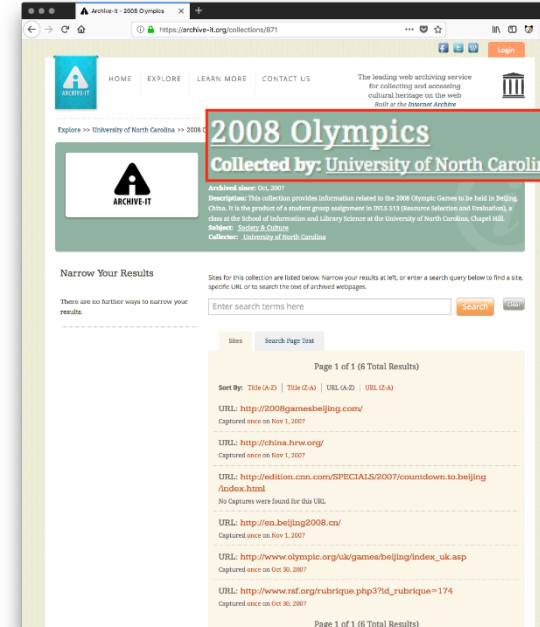 Archive-It - 2008 Olympics
https://archive-it.org/collections/871
Login
ARCHIVE-IT
HOME EXPLORE LEARN MORE CONTACT US
The leading web archiving service
for collecting and accessing
cultural heritage on the web
Built at the Internet Archive
Explore >> University of North Carolina >> 2008 O
2008 Olympics
Collected by: University of North Carolin
ARCHIVE-IT
Archived since: Oct, 2007
Description: This collection provides information related to the 2008 Olympic Games to be held in Beijing,
China. It is the product of a student group assignment in INLS 513 (Resource Selection and Evaluation), a
class at the School of Information and Library Science at the University of North Carolina, Chapel Hill.
Subject: Society & Culture
Collector: University of North Carolina
Narrow Your Results
There are no further ways to narrow your
results.
Sites for this collection are listed below. Narrow your results at left, or enter a search query below to find a site,
specific URL or to search the text of archived webpages.
Enter search terms here
Search
Clear
Sites Search Page Text
Page 1 of 1 (6 Total Results)
Sort By: Title (A-Z) | Title (Z-A) | URL (A-Z) | URL (Z-A)
URL: http://2008gamesbeijing.com/
Captured once on Nov 1, 2007
URL: http://china.hrw.org/
Captured once on Nov 1, 2007
URL: http://edition.cnn.com/SPECIALS/2007/countdown.to.beijing
/index.html
No Captures were found for this URL
URL: http://en.beijing2008.cn/
Captured once on Nov 1, 2007
URL: http://www.olympic.org/uk/games/beijing/index_uk.asp
Captured once on Oct 30, 2007
URL: http://www.rsf.org/rubrique.php3?id_rubrique=174
Captured once on Oct 30, 2007
Page 1 of 1 (6 Total Results)